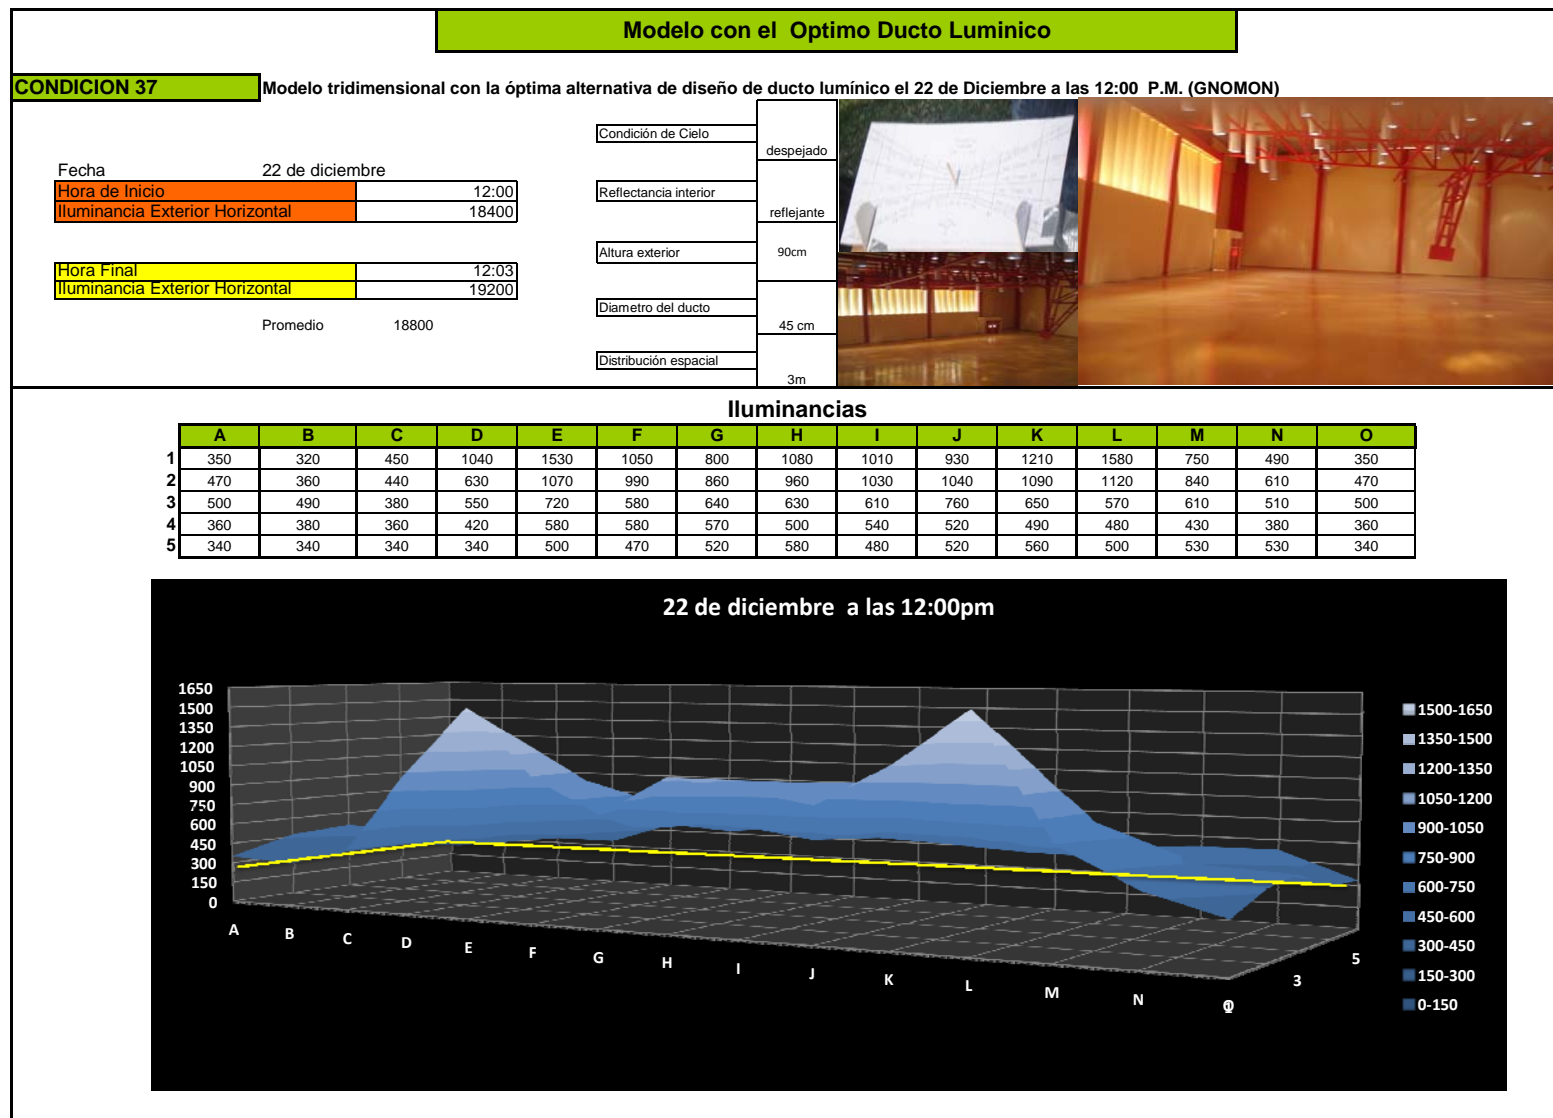 Modelo con el Optimo Ducto Luminico
CONDICION 37
Modelo tridimensional con la óptima alternativa de diseño de ducto lumínico el 22 de Diciembre a las 12:00 P.M. (GNOMON)
Fecha 22 de diciembre
Hora de Inicio 12:00
Iluminancia Exterior Horizontal 18400
Hora Final 12:03
Iluminancia Exterior Horizontal 19200
Promedio 18800
Condición de Cielo despejado
Reflectancia interior reflejante
Altura exterior 90cm
Diametro del ducto 45 cm
Distribución espacial 3m
Iluminancias
A B C D E F G H I J K L M N O
1 350 320 450 1040 1530 1050 800 1080 1010 930 1210 1580 750 490 350
2 470 360 440 630 1070 990 860 960 1030 1040 1090 1120 840 610 470
3 500 490 380 550 720 580 640 630 610 760 650 570 610 510 500
4 360 380 360 420 580 580 570 500 540 520 490 480 430 380 360
5 340 340 340 340 500 470 520 580 480 520 560 500 530 530 340
22 de diciembre a las 12:00pm
1650
1500
1350
1200
1050
900
750
600
450
300
150
0
A B C D E F G H I J K L M N O
1
3
5
1500-1650
1350-1500
1200-1350
1050-1200
900-1050
750-900
600-750
450-600
300-450
150-300
0-150